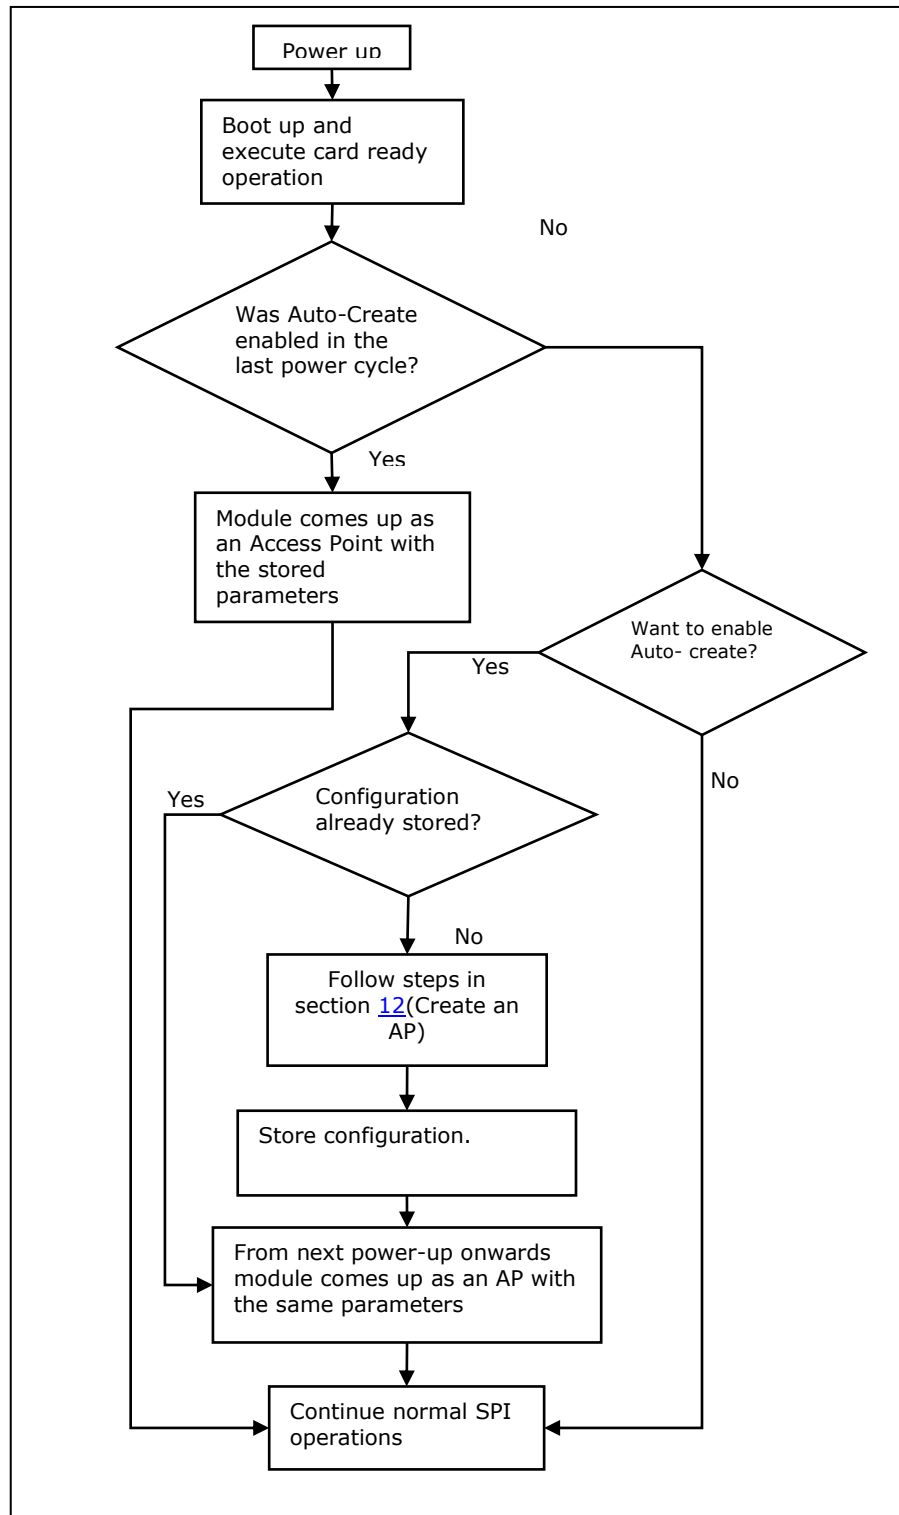 Power up
Boot up and
execute card ready
operation
No
Was Auto-Create
enabled in the
last power cycle?
Yes
Module comes up as
an Access Point with
the stored
parameters
Want to enable
Auto- create?
Yes
No
Configuration
already stored?
Yes
No
Follow steps in
section 12(Create an
AP)
Store configuration.
From next power-up onwards
module comes up as an AP with
the same parameters
Continue normal SPI
operations